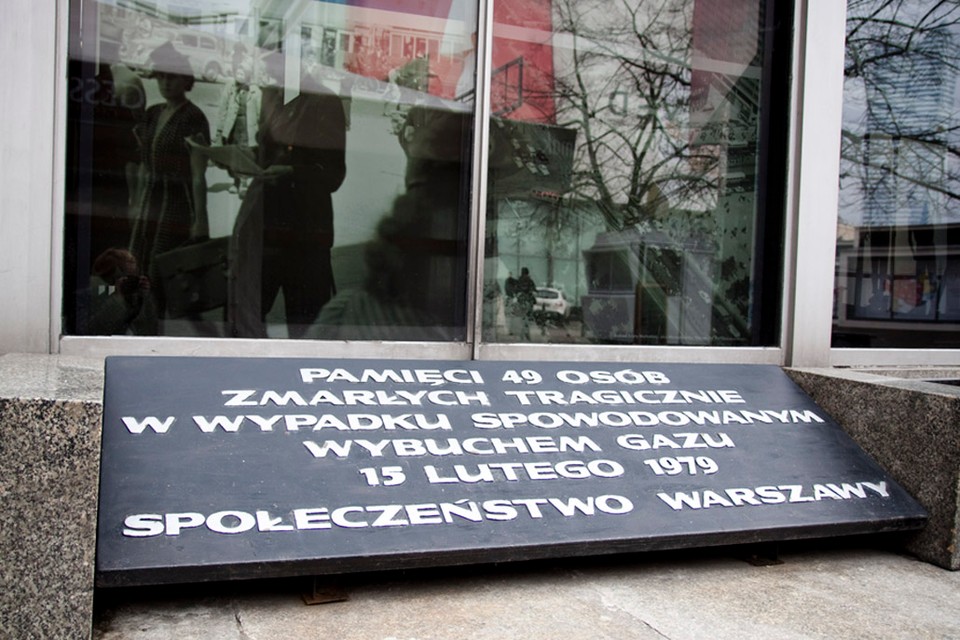 PAMIĘCI 49 OSÓB
ZMARŁYCH TRAGICZNIE
W WYPADKU SPOWODOWANYM
WYBUCHEM GAZU
15 LUTEGO 1979
SPOŁECZEŃSTWO WARSZAWY